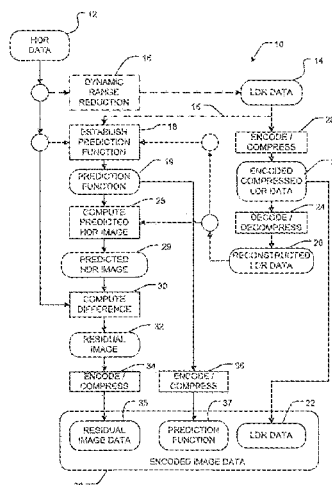 12
HDR
DATA
10
16
14
DYNAMIC
RANGE
REDUCTION
LDR DATA
15
18
ESTABLISH
PREDICTION
FUNCTION
ENCODE /
COMPRESS
19
PREDICTION
FUNCTION
ENCODED
COMPRESSED
LDR DATA
24
COMPUTE
PREDICTED
HDR IMAGE
DECODE /
DECOMPRESS
29
PREDICTED
HDR IMAGE
RECONSTRUCTED
LDR DATA
30
COMPUTE
DIFFERENCE
32
RESIDUAL
IMAGE
34
36
ENCODE /
COMPRESS
ENCODE /
COMPRESS
35
37
22
RESIDUAL
IMAGE DATA
PREDICTION
FUNCTION
LDR DATA
ENCODED IMAGE DATA